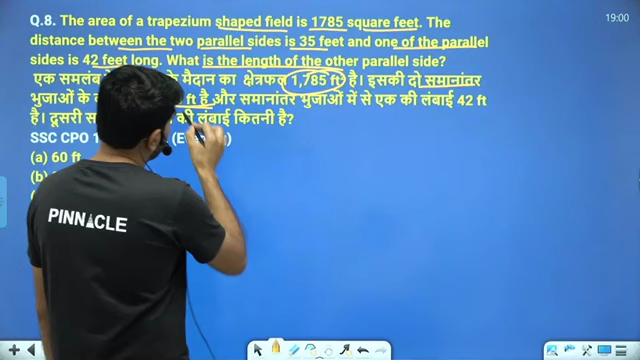 Q.8. The area of a trapezium shaped field is 1785 square feet. The
distance between the two parallel sides is 35 feet and one of the parallel
sides is 42 feet long. What is the length of the other parallel side?
एक समलंब के मैदान का क्षेत्रफल 1,785 ft² है। इसकी दो समानांतर
भुजाओं के ft है और समानांतर भुजाओं में से एक की लंबाई 42 ft
है। दूसरी की लंबाई कितनी है?
SSC CPO 1
(a) 60 ft
(b)
PINNACLE
19:00